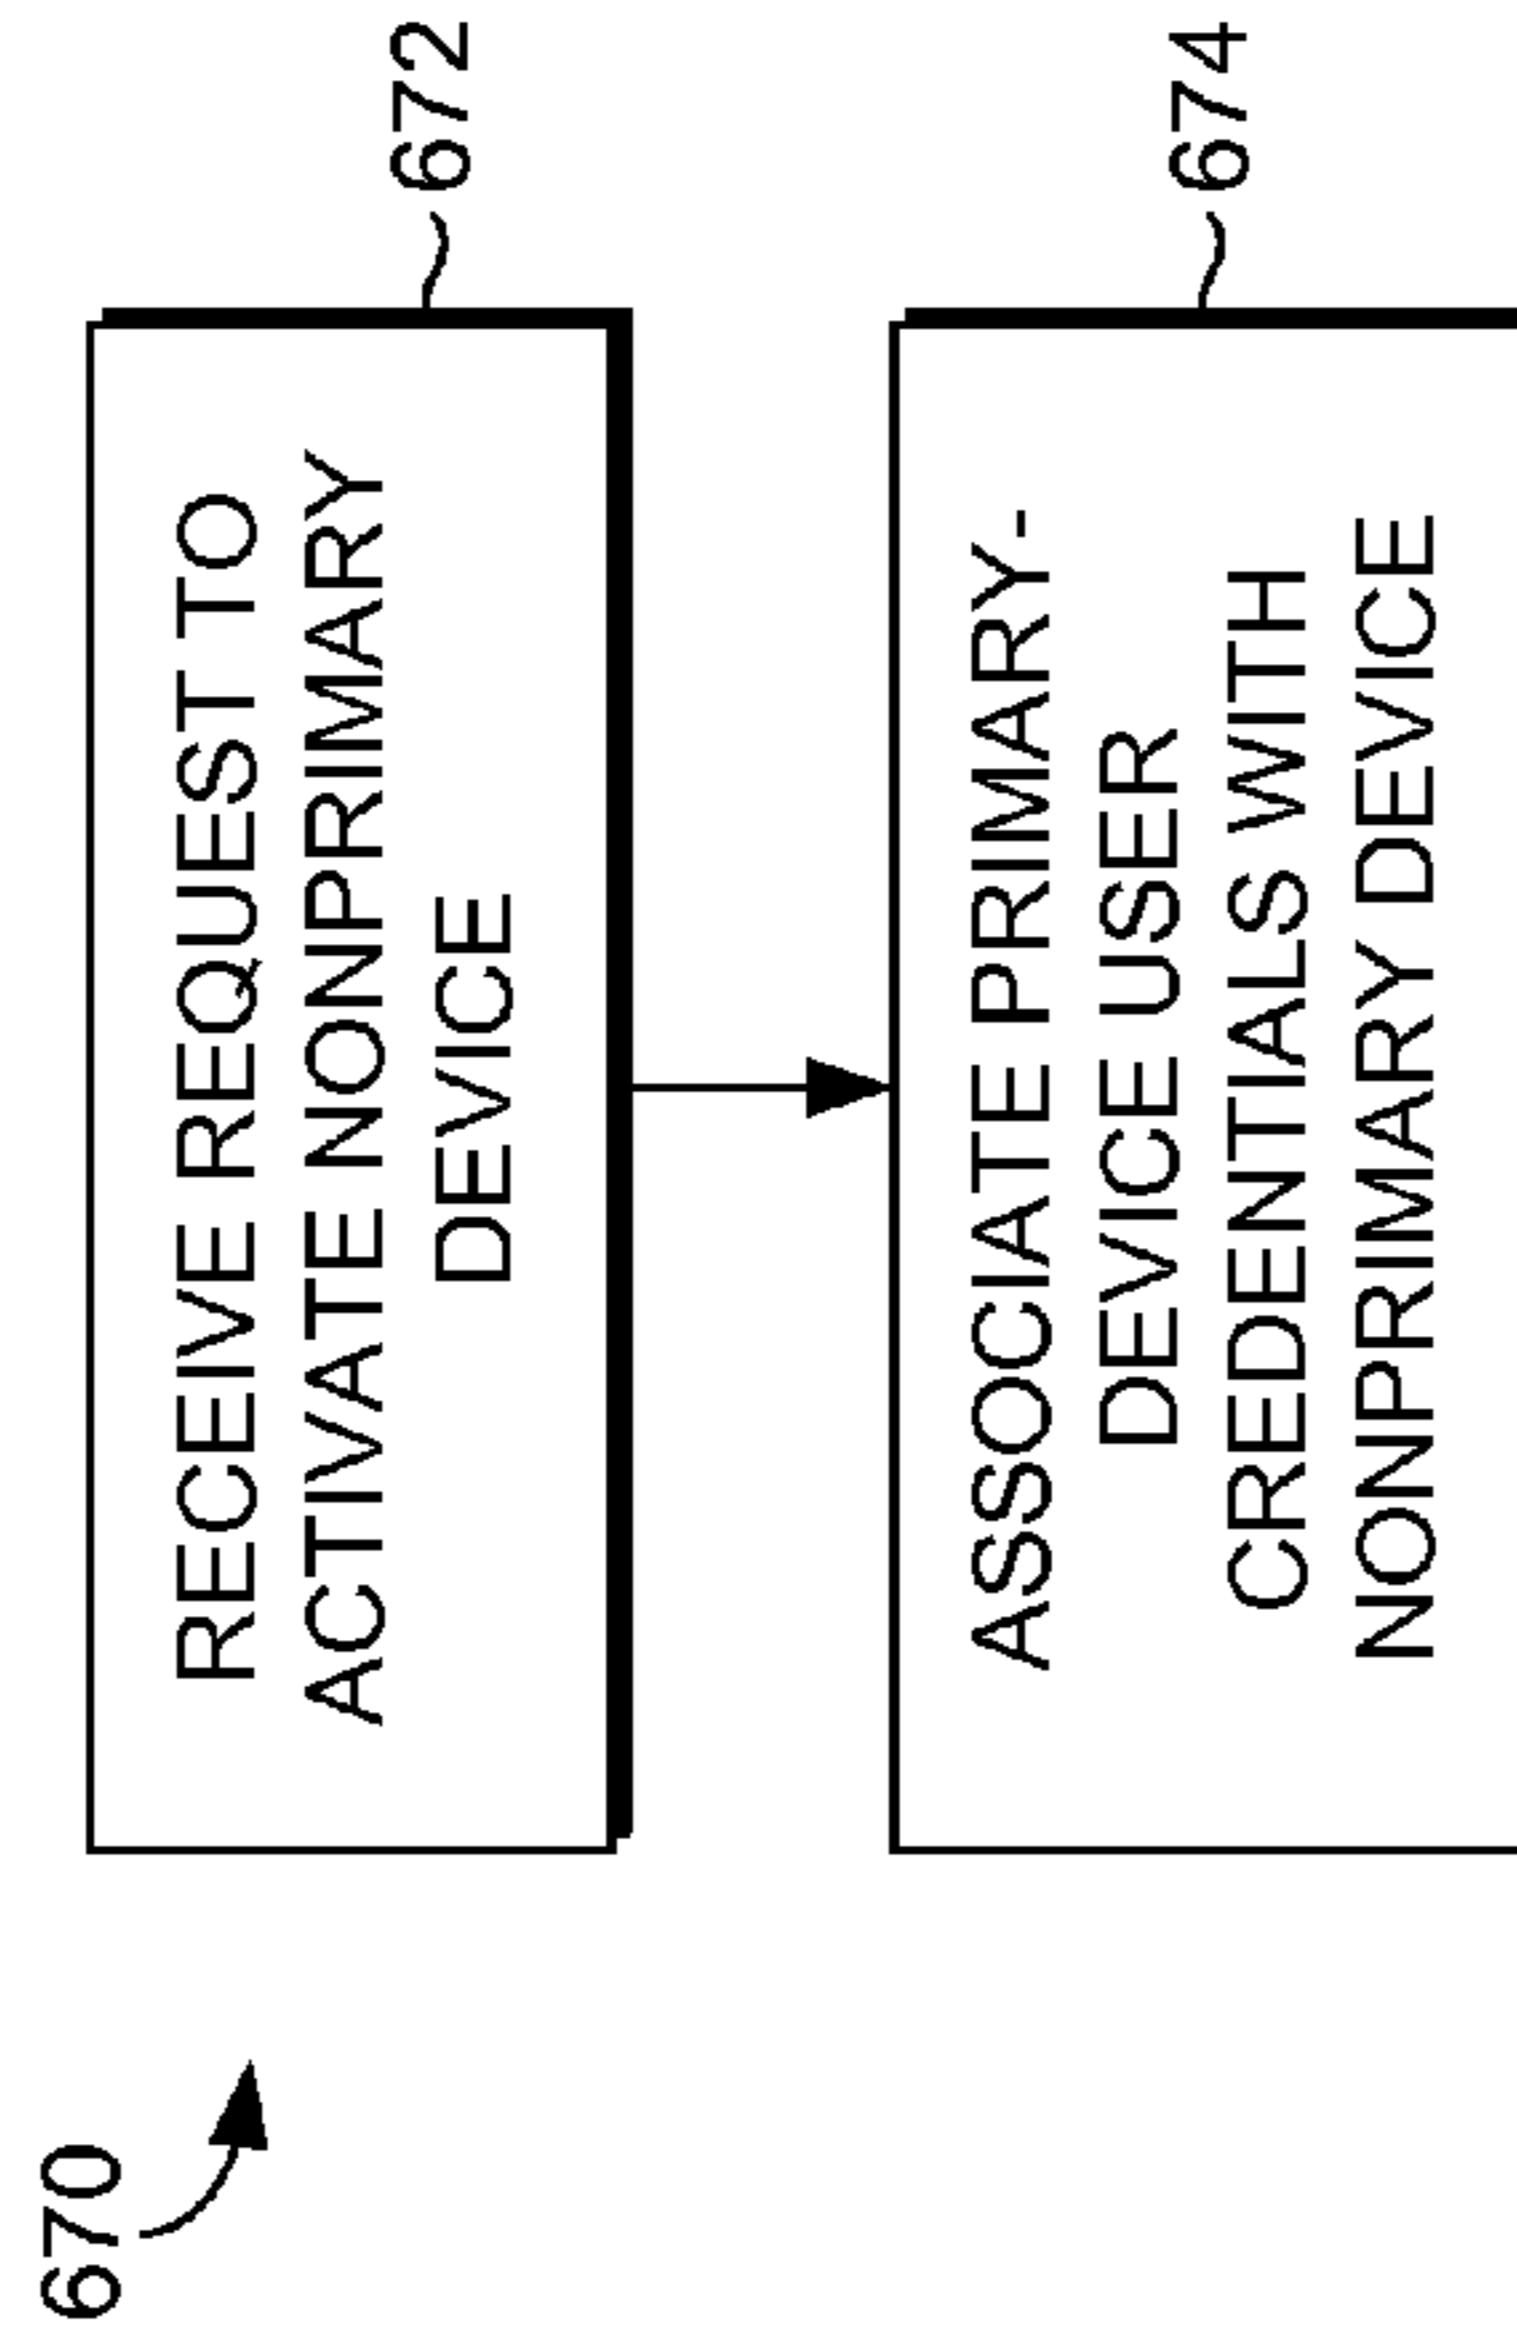 670
RECEIVE REQUEST TO
ACTIVATE NONPRIMARY
DEVICE
672
ASSOCIATE PRIMARY-
DEVICE USER
CREDENTIALS WITH
NONPRIMARY DEVICE
674